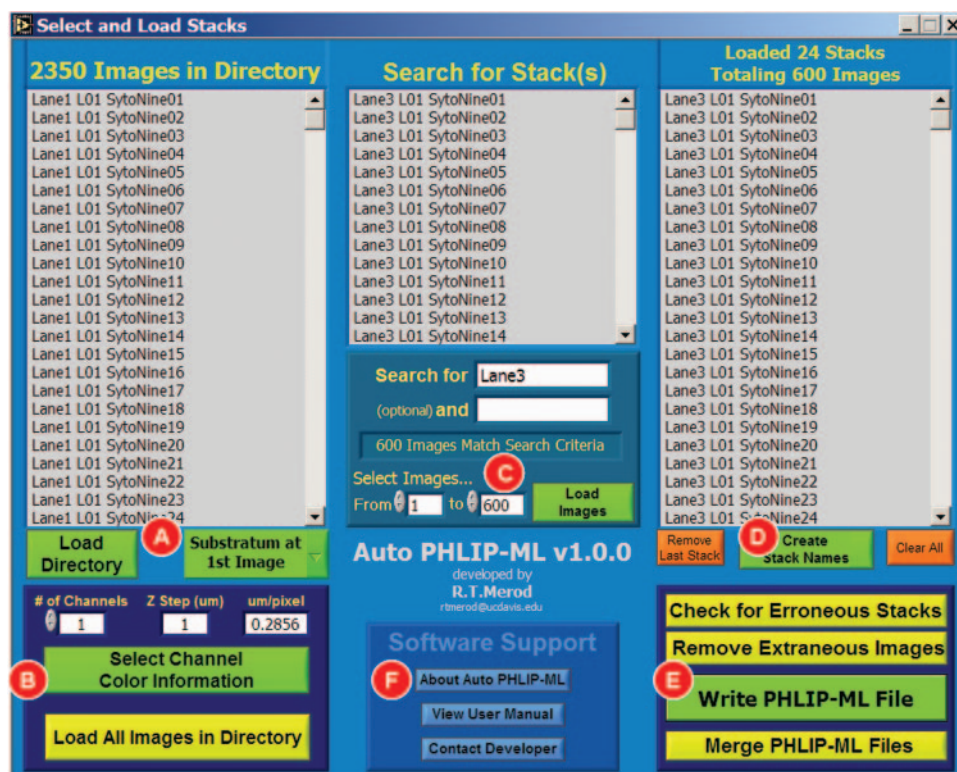 Select and Load Stacks
2350 Images in Directory
Lane1 L01 SytoNine01
Lane1 L01 SytoNine02
Lane1 L01 SytoNine03
Lane1 L01 SytoNine04
Lane1 L01 SytoNine05
Lane1 L01 SytoNine06
Lane1 L01 SytoNine07
Lane1 L01 SytoNine08
Lane1 L01 SytoNine09
Lane1 L01 SytoNine10
Lane1 L01 SytoNine11
Lane1 L01 SytoNine12
Lane1 L01 SytoNine13
Lane1 L01 SytoNine14
Lane1 L01 SytoNine15
Lane1 L01 SytoNine16
Lane1 L01 SytoNine17
Lane1 L01 SytoNine18
Lane1 L01 SytoNine19
Lane1 L01 SytoNine20
Lane1 L01 SytoNine21
Lane1 L01 SytoNine22
Lane1 L01 SytoNine23
Lane1 L01 SytoNine24
A
Load
Directory
Substratum at
1st Image
# of Channels Z Step (um) um/pixel
1 1 0.2856
B
Select Channel
Color Information
Load All Images in Directory
Search for Stack(s)
Lane3 L01 SytoNine01
Lane3 L01 SytoNine02
Lane3 L01 SytoNine03
Lane3 L01 SytoNine04
Lane3 L01 SytoNine05
Lane3 L01 SytoNine06
Lane3 L01 SytoNine07
Lane3 L01 SytoNine08
Lane3 L01 SytoNine09
Lane3 L01 SytoNine10
Lane3 L01 SytoNine11
Lane3 L01 SytoNine12
Lane3 L01 SytoNine13
Lane3 L01 SytoNine14
Search for Lane3
(optional) and
600 Images Match Search Criteria
Select Images...
C
From 1 to 600
Load
Images
Auto PHLIP-ML v1.0.0
developed by
R.T.Merod
rtmerod@ucdavis.edu
Software Support
F
About Auto PHLIP-ML
View User Manual
Contact Developer
Loaded 24 Stacks
Totaling 600 Images
Lane3 L01 SytoNine01
Lane3 L01 SytoNine02
Lane3 L01 SytoNine03
Lane3 L01 SytoNine04
Lane3 L01 SytoNine05
Lane3 L01 SytoNine06
Lane3 L01 SytoNine07
Lane3 L01 SytoNine08
Lane3 L01 SytoNine09
Lane3 L01 SytoNine10
Lane3 L01 SytoNine11
Lane3 L01 SytoNine12
Lane3 L01 SytoNine13
Lane3 L01 SytoNine14
Lane3 L01 SytoNine15
Lane3 L01 SytoNine16
Lane3 L01 SytoNine17
Lane3 L01 SytoNine18
Lane3 L01 SytoNine19
Lane3 L01 SytoNine20
Lane3 L01 SytoNine21
Lane3 L01 SytoNine22
Lane3 L01 SytoNine23
Lane3 L01 SytoNine24
Remove
Last Stack
D
Create
Stack Names
Clear All
Check for Erroneous Stacks
Remove Extraneous Images
E
Write PHLIP-ML File
Merge PHLIP-ML Files